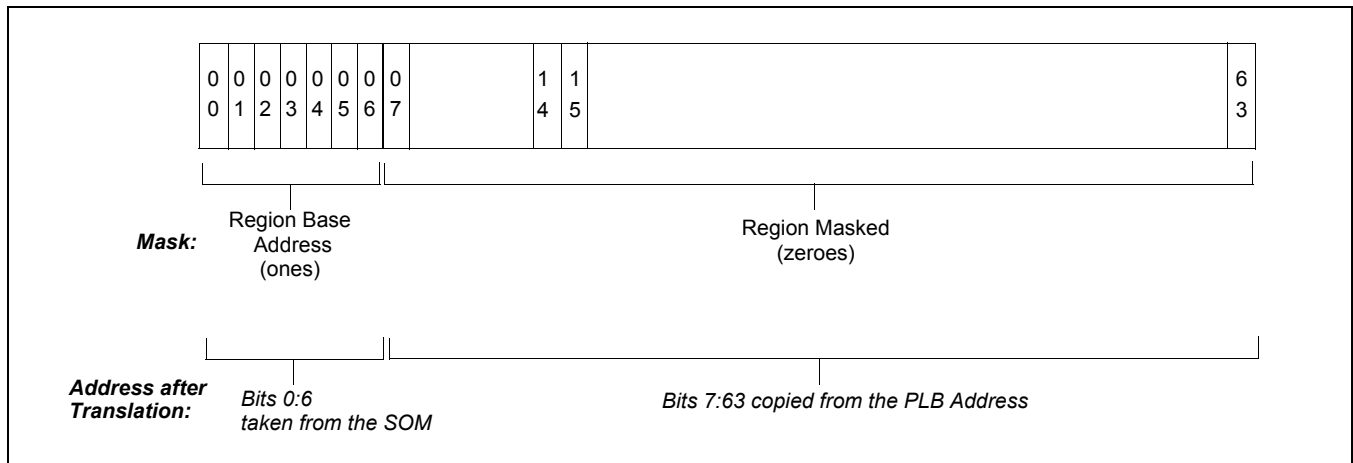 0 0 0 0 0 0 0 0 1 1 6
0 1 2 3 4 5 6 7 4 5 3
Region Base
Address
(ones)
Mask:
Region Masked
(zeroes)
Address after
Translation:
Bits 0:6
taken from the SOM
Bits 7:63 copied from the PLB Address